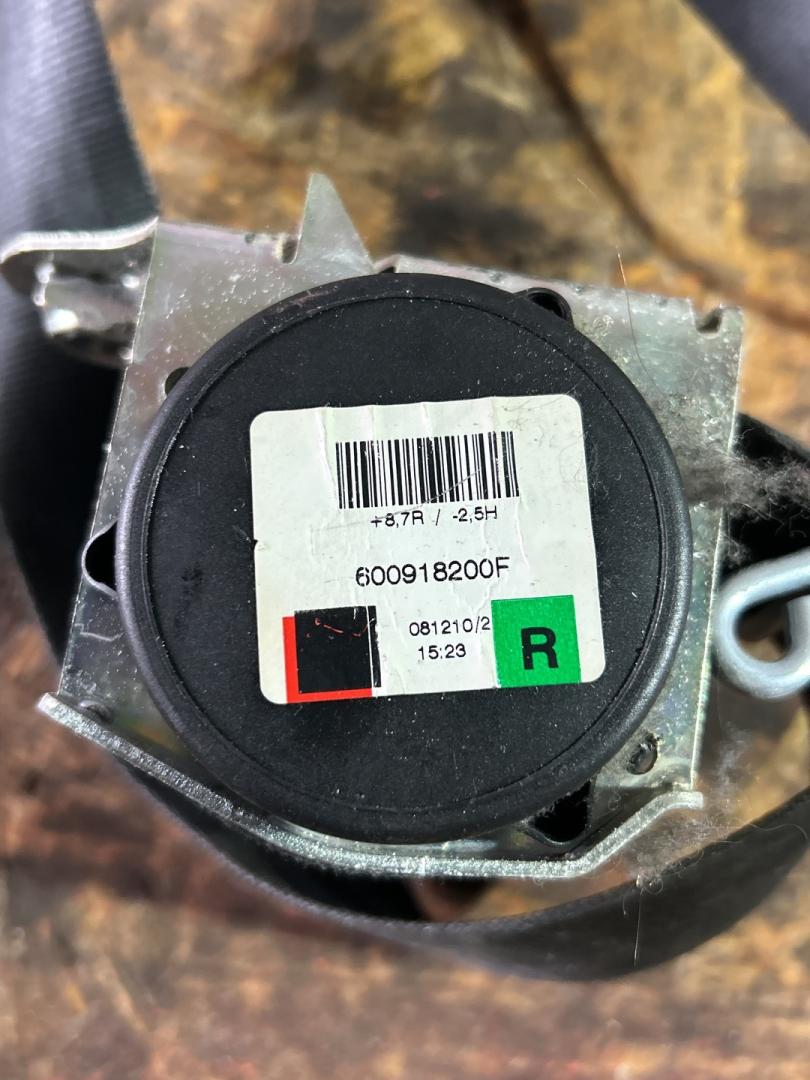 +8,7R / -2,5H
600918200F
081210/2
15:23
R